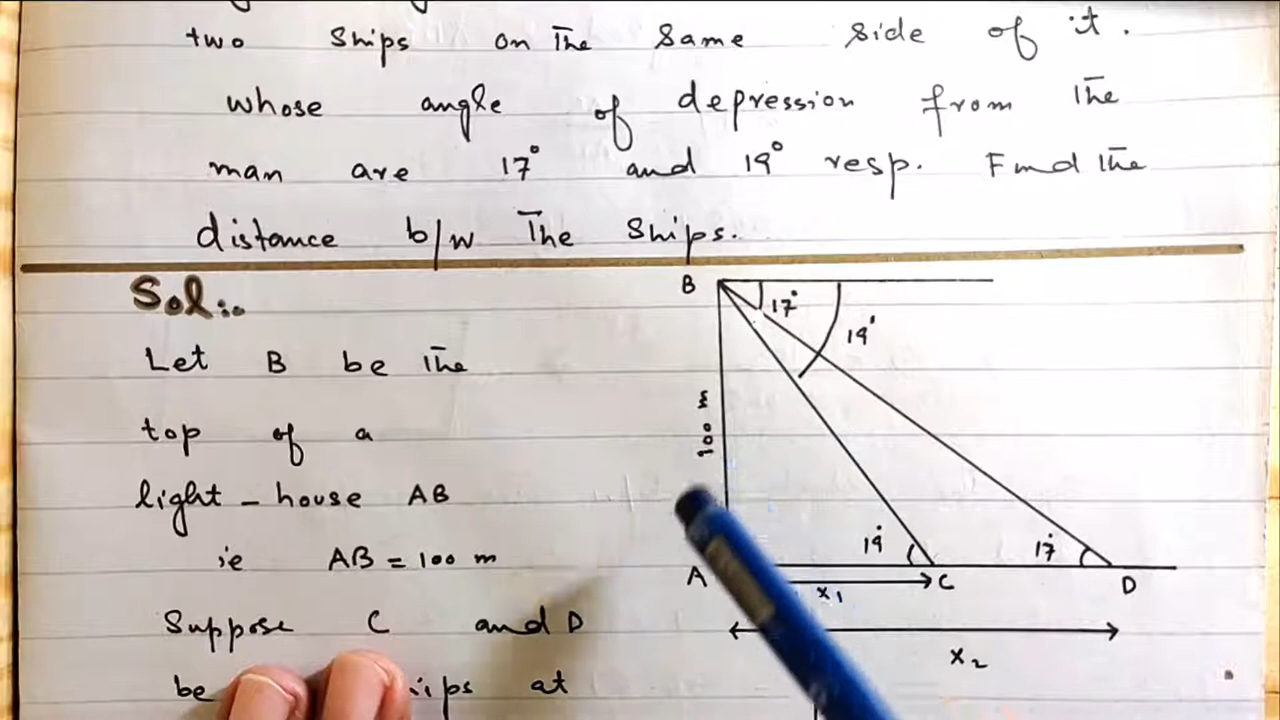 two ships on The same side of it.
whose angle of depression from The
man are 17° and 19° resp. Find The
distance b/w The ships.
Sol:-
Let B be The
top of a
light-house AB
ie AB = 100 m
Suppose C and D
be ips at
B
17°
19°
100 m
19°
17°
A
x₁
C
D
x₂